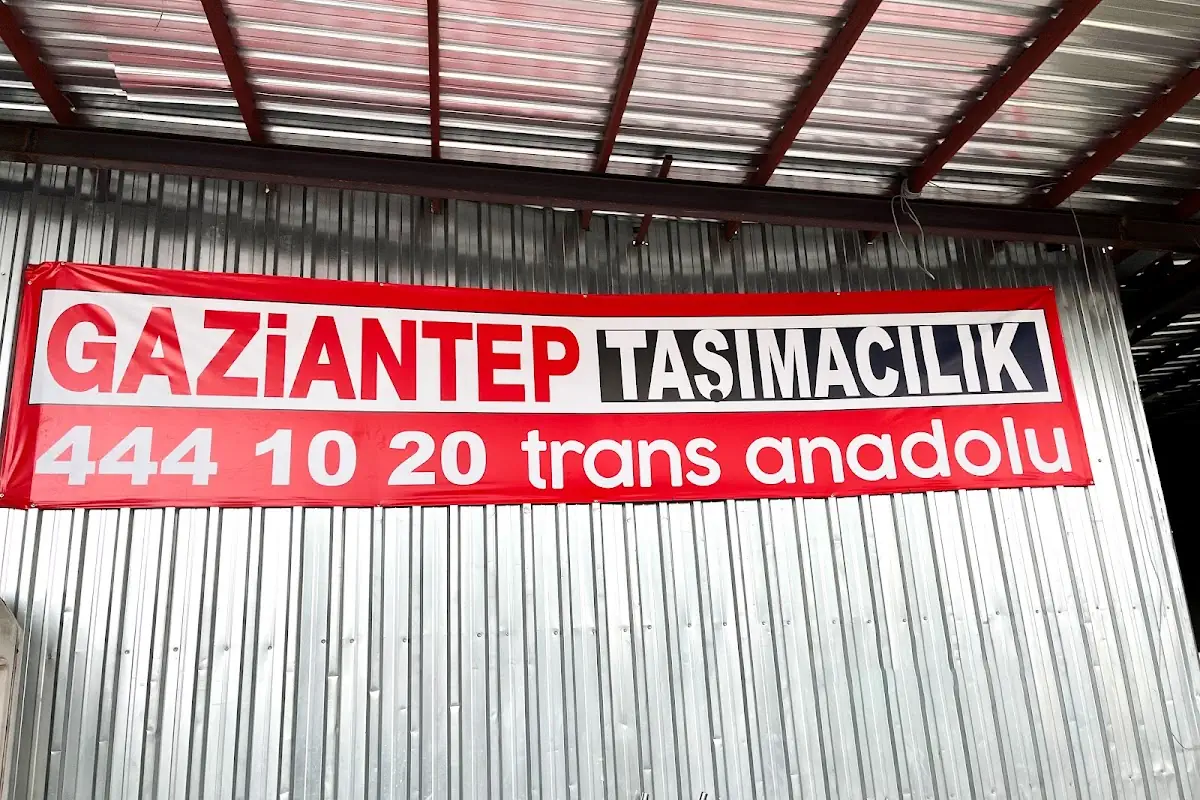 GAZiANTEP TAŞIMACILIK
444 10 20 trans anadolu